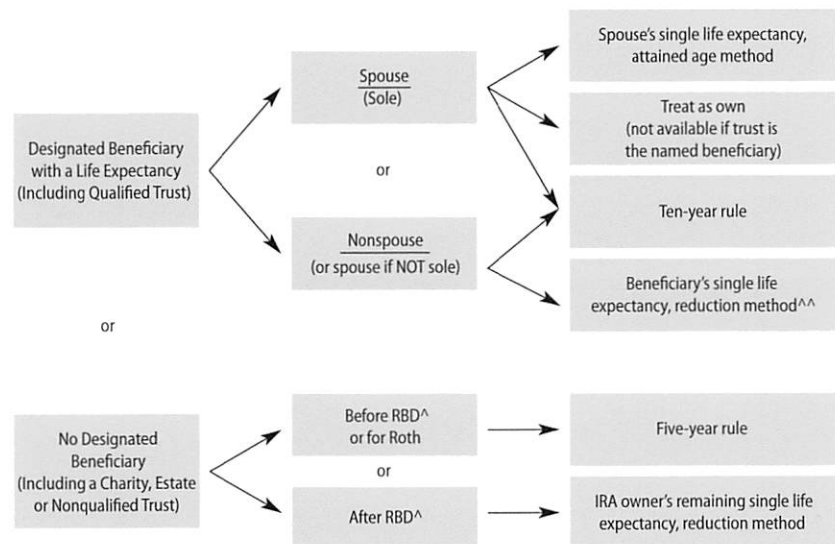 Designated Beneficiary
with a Life Expectancy
(Including Qualified Trust)
Spouse
(Sole)
or
Nonspouse
(or spouse if NOT sole)
Spouse's single life expectancy,
attained age method
Treat as own
(not available if trust is
the named beneficiary)
Ten-year rule
Beneficiary's single life
expectancy, reduction method^^
or
No Designated
Beneficiary
(Including a Charity, Estate
or Nonqualified Trust)
Before RBD^
or for Roth
or
After RBD^
Five-year rule
IRA owner's remaining single life
expectancy, reduction method